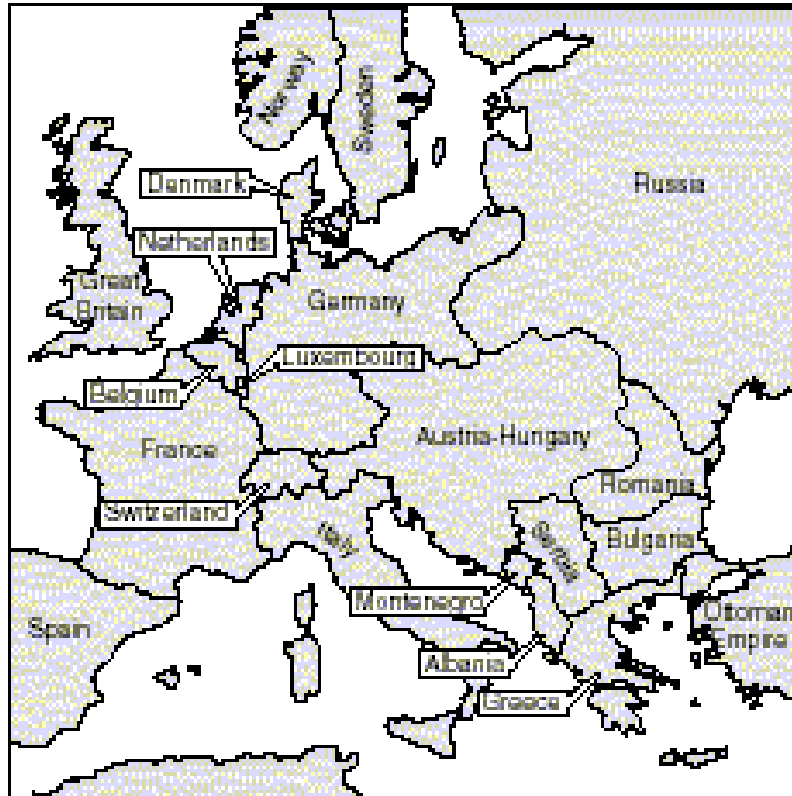 Norway
Sweden
Denmark
Russia
Netherlands
Great
Britain
Germany
Luxembourg
Belgium
France
Austria-Hungary
Switzerland
Romania
Italy
Serbia
Bulgaria
Montenegro
Spain
Ottoman
Empire
Albania
Greece